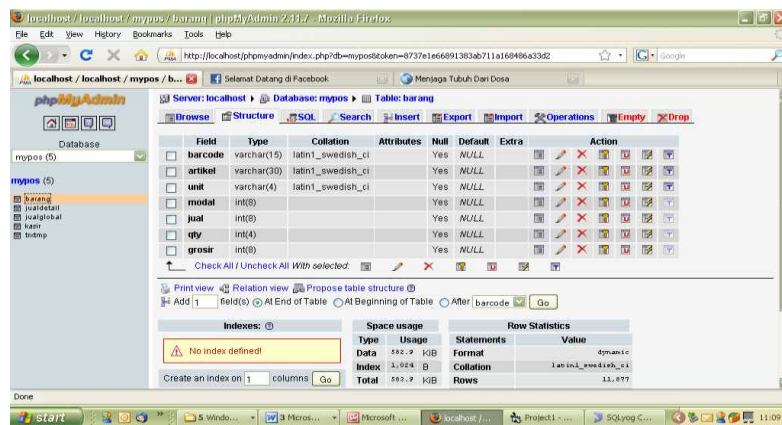 localhost / localhost / mypos / barang | phpMyAdmin 2.11.7 - Mozilla Firefox
File Edit View History Bookmarks Tools Help
http://localhost/phpmyadmin/index.php?db=mypos&token=8737e1e66891383ab711a168486a33d2
Google
localhost / localhost / mypos / b...
Selamat Datang di Facebook
Menjaga Tubuh Dari Dosa
phpMyAdmin
Database
mypos (5)
mypos (5)
barang
jualdetail
jualglobal
kasir
tndmp
Server: localhost Database: mypos Table: barang
Browse Structure SQL Search Insert Export Import Operations Empty Drop
Field Type Collation Attributes Null Default Extra Action
barcode varchar(15) latin1_swedish_ci Yes NULL
artikel varchar(30) latin1_swedish_ci Yes NULL
unit varchar(4) latin1_swedish_ci Yes NULL
modal int(8) Yes NULL
jual int(8) Yes NULL
qty int(4) Yes NULL
grosir int(8) Yes NULL
Check All / Uncheck All With selected:
Print view Relation view Propose table structure
Add 1 field(s) At End of Table At Beginning of Table After barcode Go
Indexes:
No index defined!
Create an index on 1 columns Go
Space usage
Type Usage
Data 582.9 KiB
Index 1,024 B
Total 583.9 KiB
Row Statistics
Statements Value
Format dynamic
Collation latin1_swedish_ci
Rows 11,877
Done
start
5 Windo...
3 Micros...
Microsoft ...
localhost /...
Project1 - ...
SQLyog C...
11:09